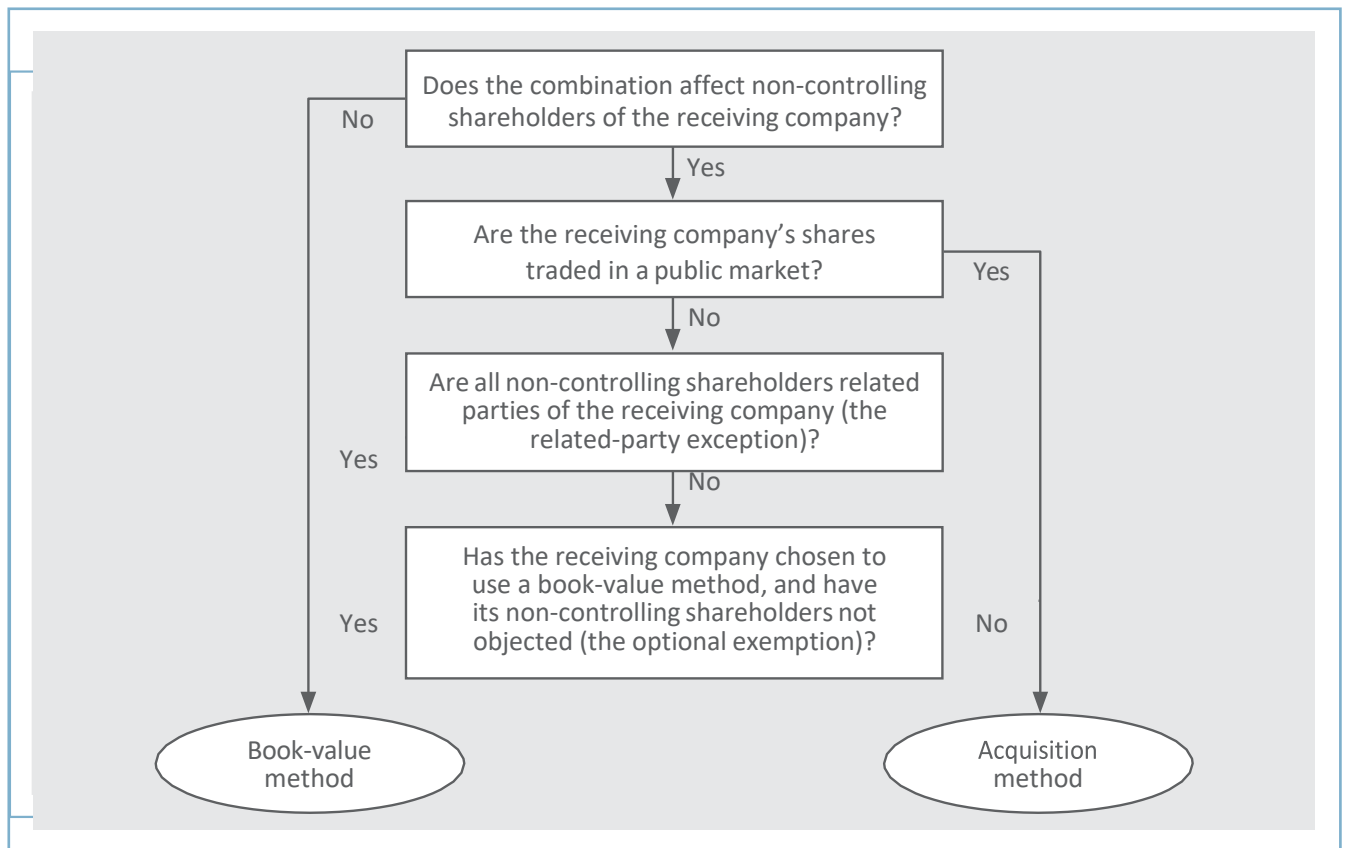 Does the combination affect non-controlling
shareholders of the receiving company?
No
Yes
Are the receiving company’s shares
traded in a public market?
Yes
No
Are all non-controlling shareholders related
parties of the receiving company (the
related-party exception)?
Yes
No
Has the receiving company chosen to
use a book-value method, and have
its non-controlling shareholders not
objected (the optional exemption)?
Yes
No
Book-value
method
Acquisition
method